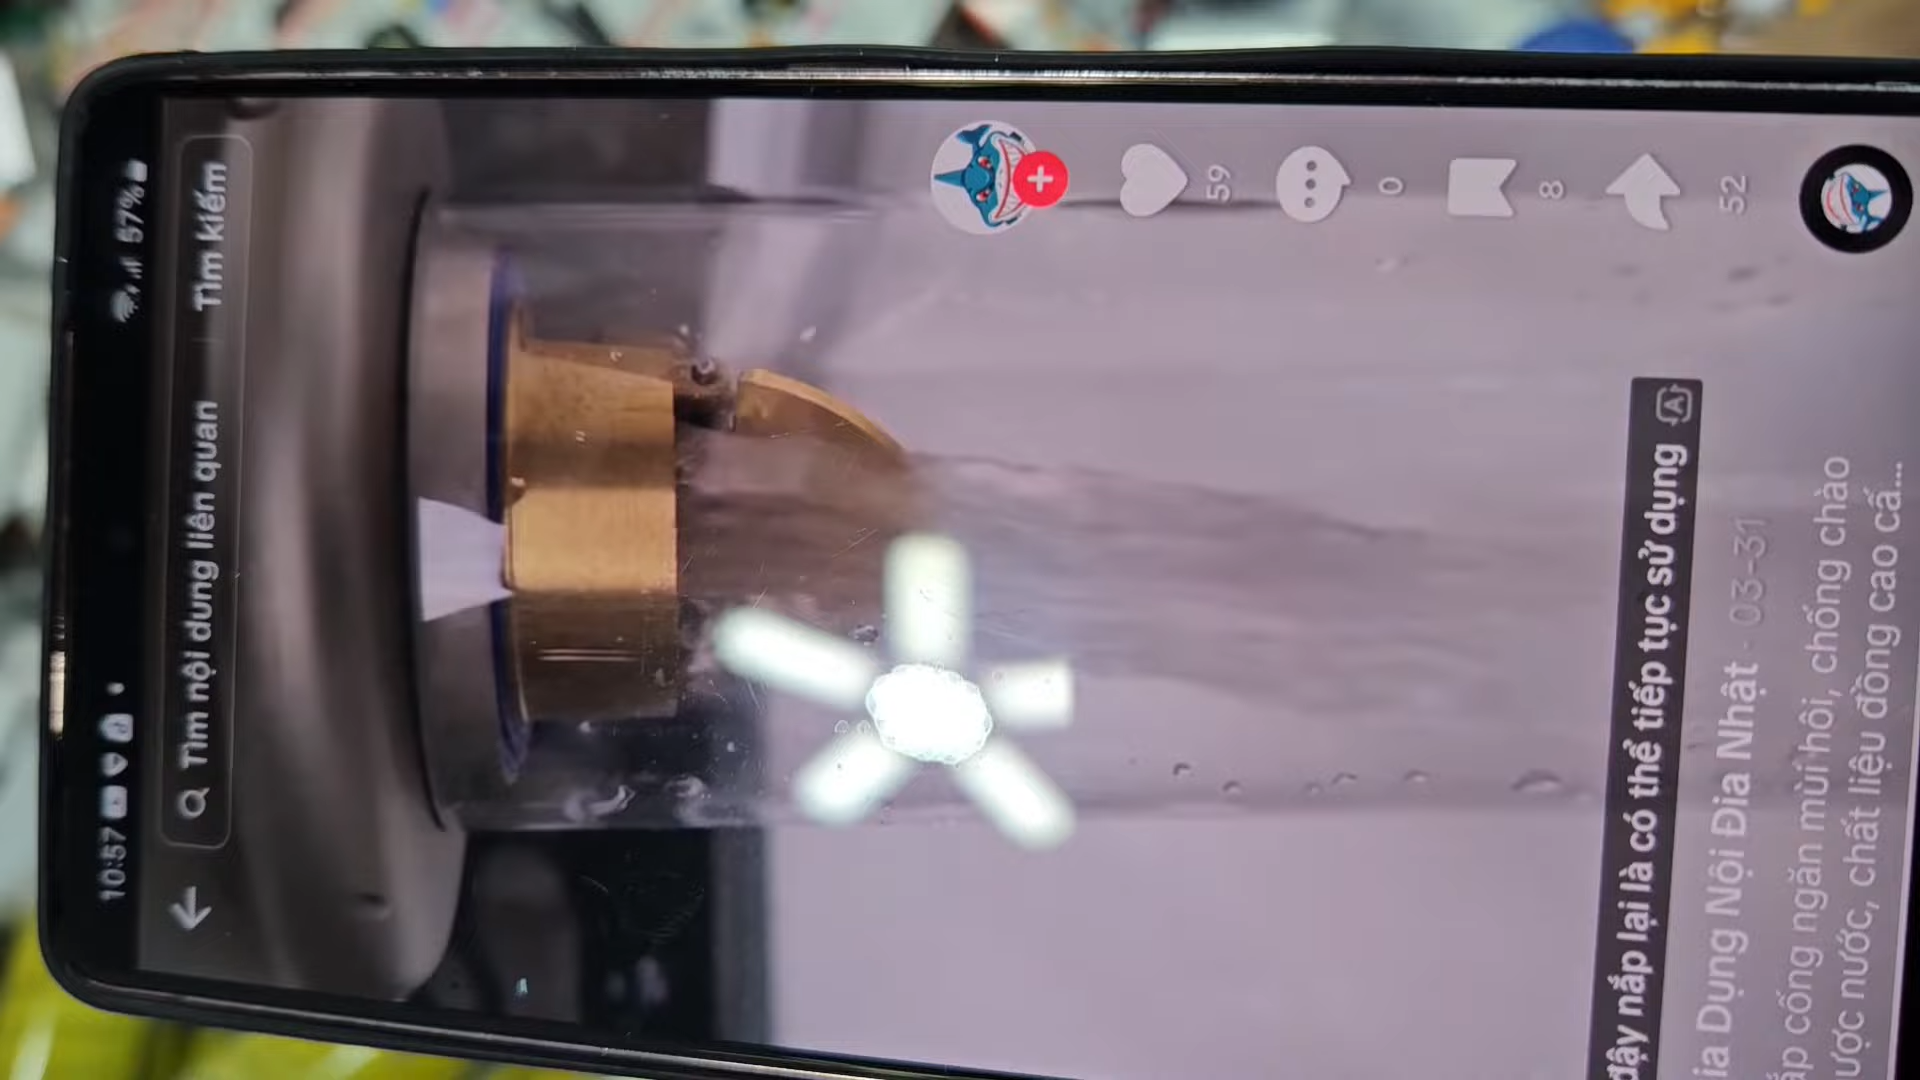 10:57
57%
Tìm nội dung liên quan
Tìm kiếm
59
0
8
52
đậy nắp lại là có thể tiếp tục sử dụng
ia Dụng Nội Địa Nhật · 03-31
ắp cống ngăn mùi hôi, chống chào
ược nước, chất liệu đồng cao cấ...